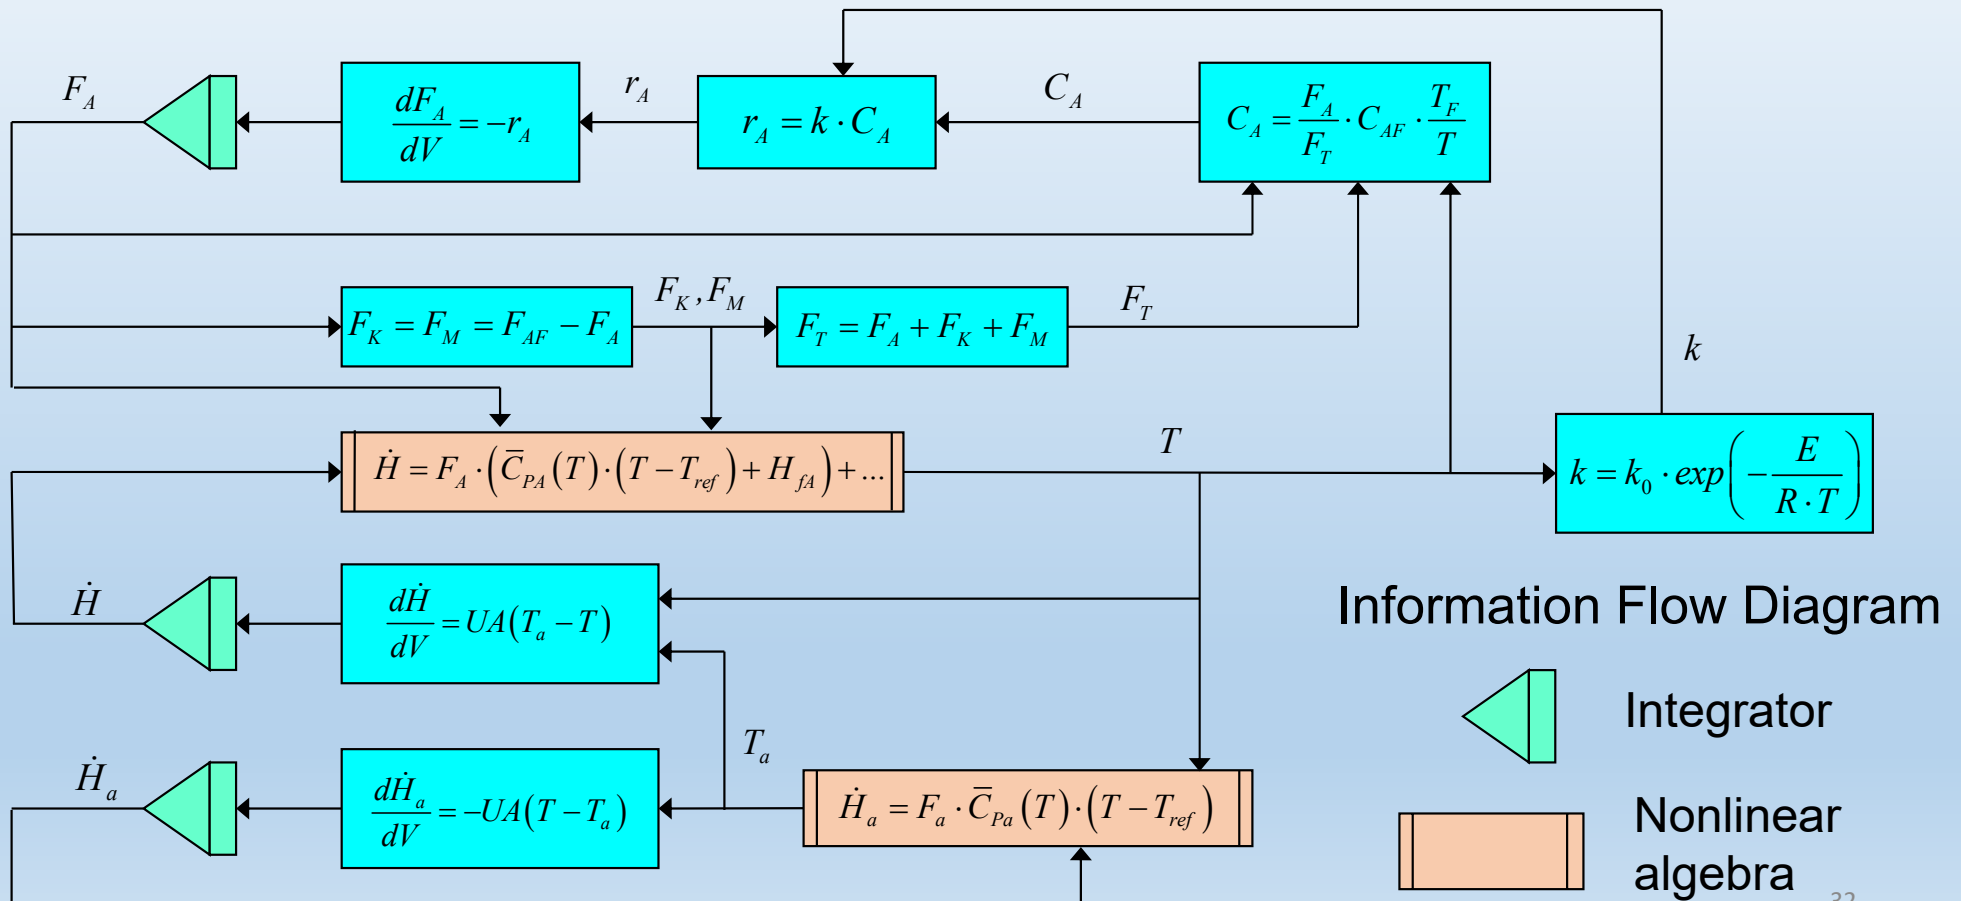 F_A
dF_A/dV = -r_A
r_A
r_A = k · C_A
C_A
C_A = F_A/F_T · C_AF · T_F/T
F_K = F_M = F_AF - F_A
F_K, F_M
F_T = F_A + F_K + F_M
F_T
k
Ḣ = F_A · (C̄_PA(T) · (T - T_ref) + H_fA) + ...
T
k = k_0 · exp(-E/(R · T))
Ḣ
dḢ/dV = UA(T_a - T)
Information Flow Diagram
Integrator
T_a
Ḣ_a
dḢ_a/dV = -UA(T - T_a)
Ḣ_a = F_a · C̄_Pa(T) · (T - T_ref)
Nonlinear
algebra
32